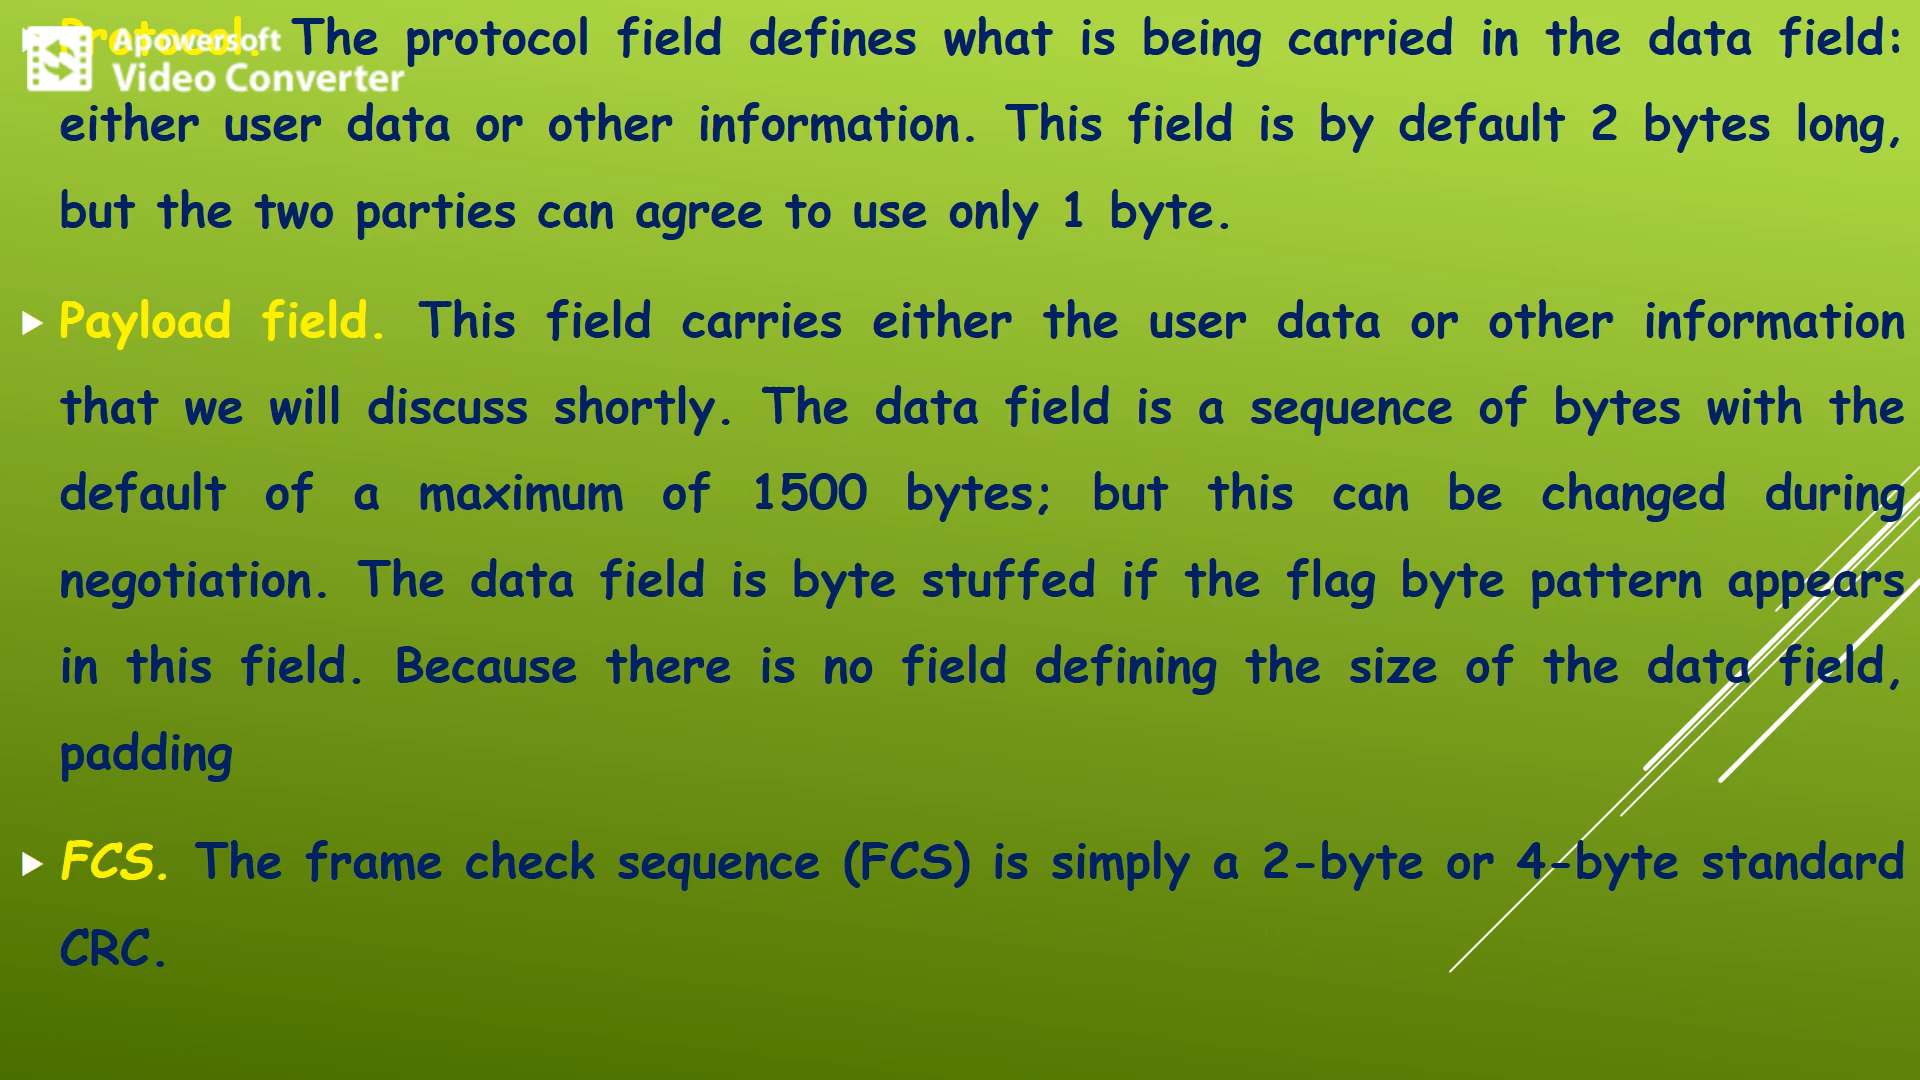 Protocol. The protocol field defines what is being carried in the data field:
Apowersoft
Video Converter
either user data or other information. This field is by default 2 bytes long,
but the two parties can agree to use only 1 byte.
Payload field. This field carries either the user data or other information
that we will discuss shortly. The data field is a sequence of bytes with the
default of a maximum of 1500 bytes; but this can be changed during
negotiation. The data field is byte stuffed if the flag byte pattern appears
in this field. Because there is no field defining the size of the data field,
padding
FCS. The frame check sequence (FCS) is simply a 2-byte or 4-byte standard
CRC.